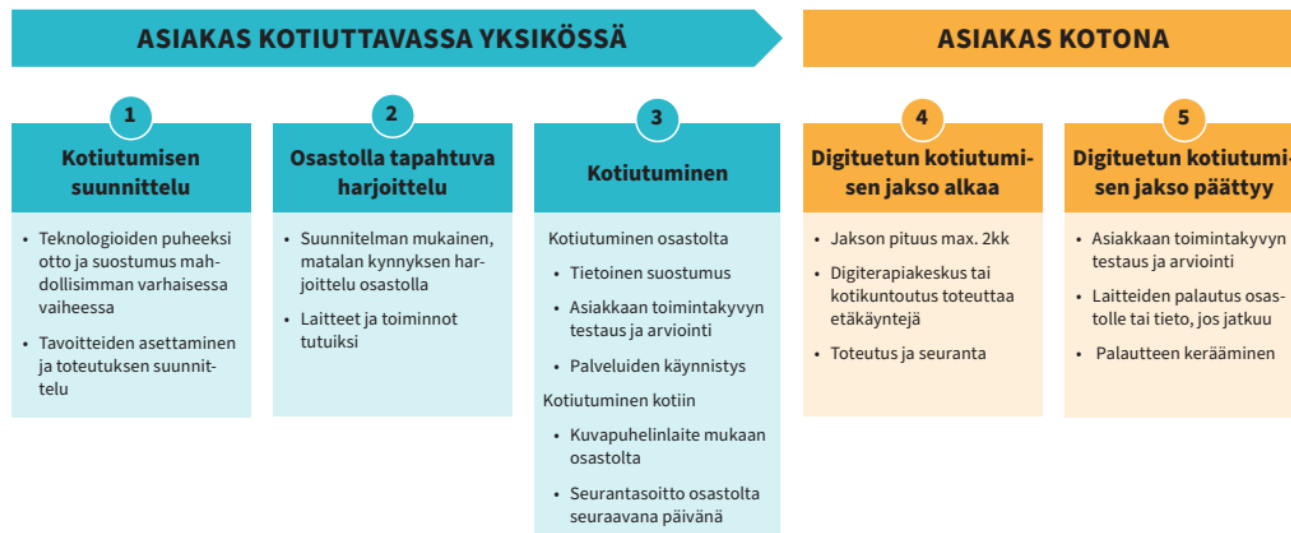 ASIAKAS KOTIUTTAVASSA YKSIKÖSSÄ
ASIAKAS KOTONA
1
Kotiutumisen
suunnittelu
• Teknologioiden puheeksi
otto ja suostumus mah-
dollisimman varhaisessa
vaiheessa
• Tavoitteiden asettaminen
ja toteutuksen suunnit-
telu
2
Osastolla tapahtuva
harjoittelu
• Suunnitelman mukainen,
matalan kynnyksen har-
joittelu osastolla
• Laitteet ja toiminnot
tutuiksi
3
Kotiutuminen
Kotiutuminen osastolta
• Tietoinen suostumus
• Asiakkaan toimintakyvyn
testaus ja arviointi
• Palveluiden käynnistys
Kotiutuminen kotiin
• Kuvapuhelinlaite mukaan
osastolta
• Seurantasoitto osastolta
seuraavana päivänä
4
Digituetun kotiutumi-
sen jakso alkaa
• Jakson pituus max. 2kk
• Digiterapiakeskus tai
kotikuntoutus toteuttaa
etäkäyntejä
• Toteutus ja seuranta
5
Digituetun kotiutumi-
sen jakso päättyy
• Asiakkaan toimintakyvyn
testaus ja arviointi
• Laitteiden palautus osas-
tolle tai tieto, jos jatkuu
• Palautteen kerääminen